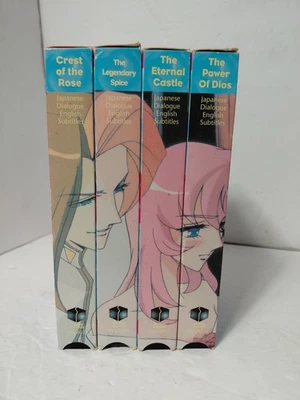 Crest
of the
Rose
Japanese
Dialogue
English
Subtitles
The
Legendary
Spice
Japanese
Dialogue
English
Subtitles
The
Eternal
Castle
Japanese
Dialogue
English
Subtitles
The
Power
Of Dios
Japanese
Dialogue
English
Subtitles